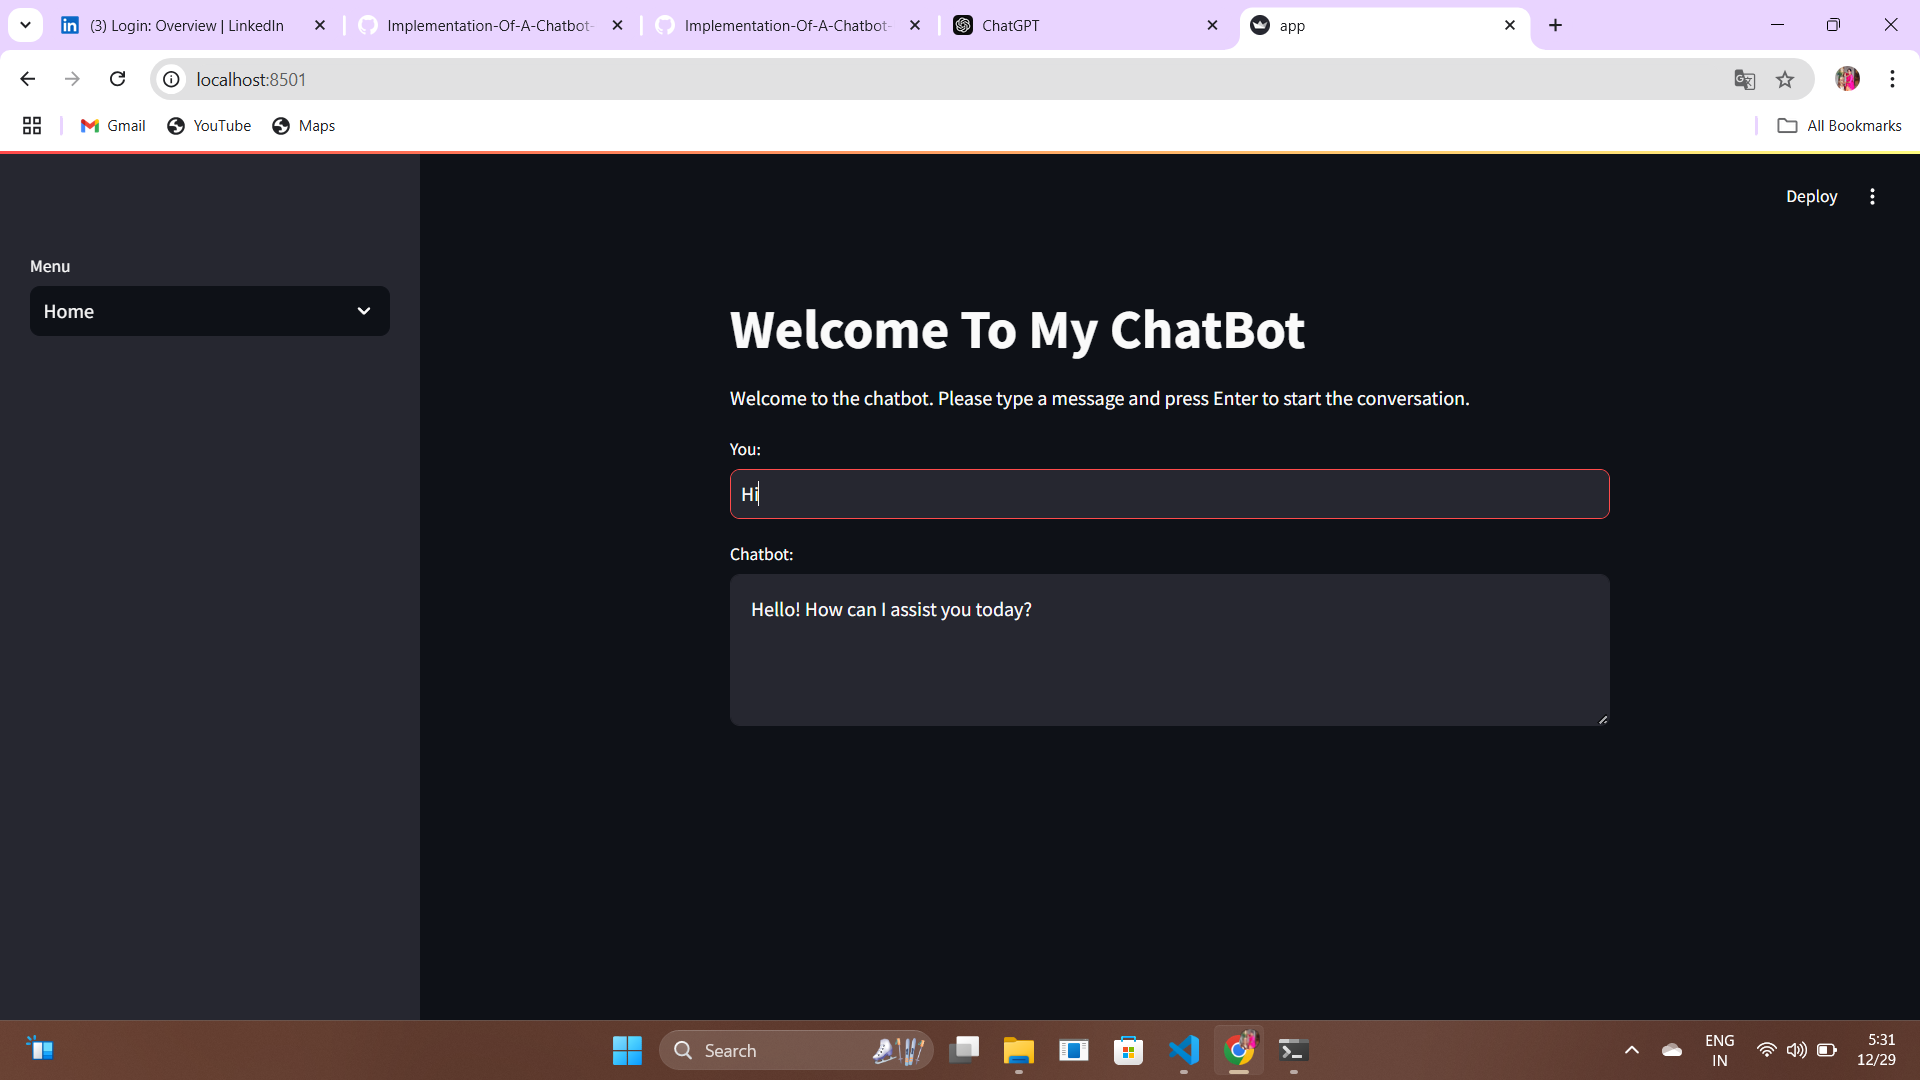 (3) Login: Overview | LinkedIn
Implementation-Of-A-Chatbot-
Implementation-Of-A-Chatbot-
ChatGPT
app
localhost:8501
Gmail
YouTube
Maps
All Bookmarks
Deploy
Menu
Home
Welcome To My ChatBot
Welcome to the chatbot. Please type a message and press Enter to start the conversation.
You:
Hi
Chatbot:
Hello! How can I assist you today?
Search
ENG
IN
5:31
12/29